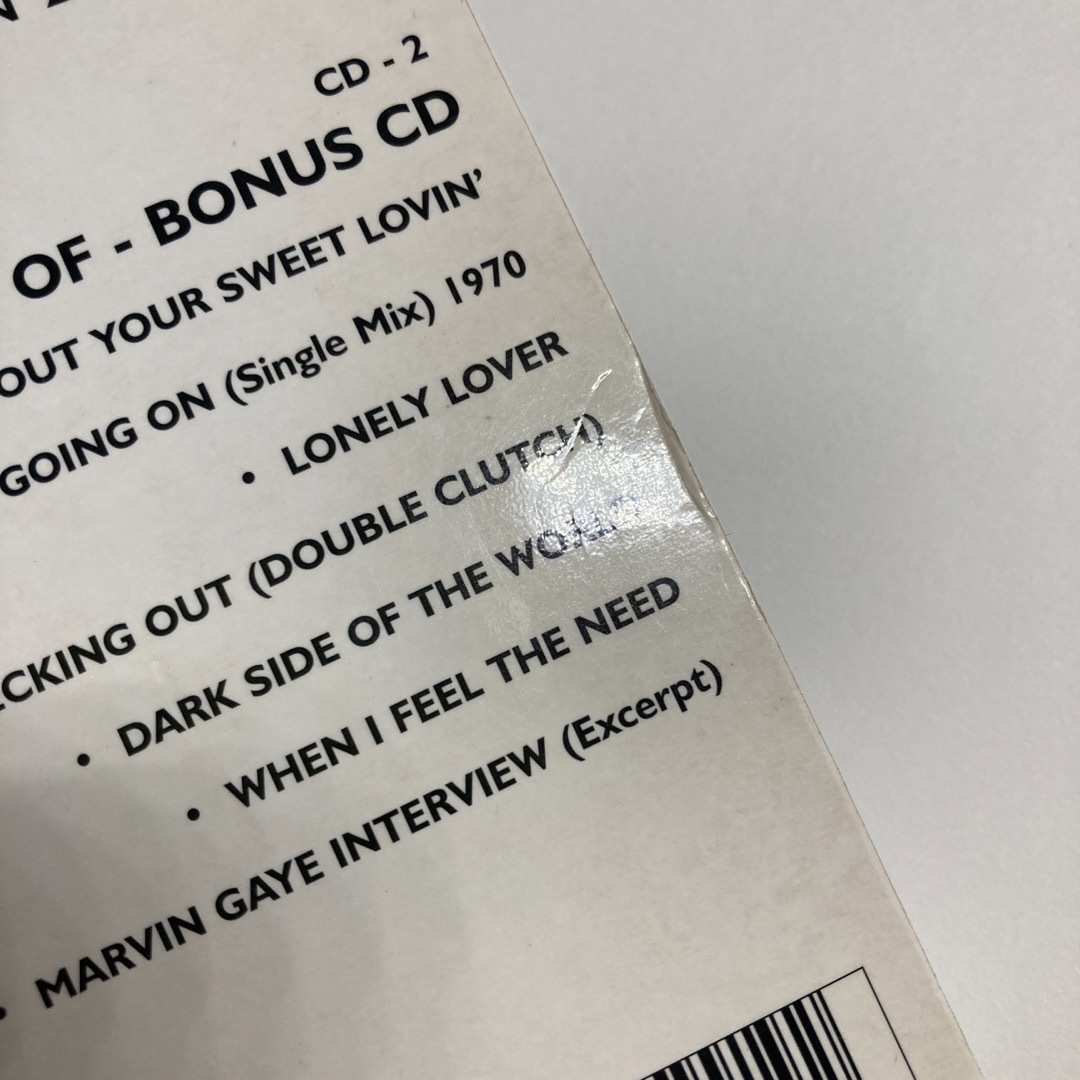 CD - 2
OF - BONUS CD
OUT YOUR SWEET LOVIN'
GOING ON (Single Mix) 1970
• LONELY LOVER
CKING OUT (DOUBLE CLUTCH)
• DARK SIDE OF THE WORLD
• WHEN I FEEL THE NEED
• MARVIN GAYE INTERVIEW (Excerpt)